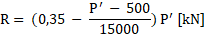 R = (0,35 − (P′ − 500)/15000) P′ [kN]